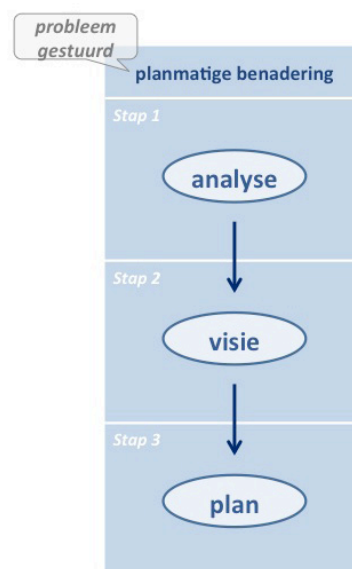 probleem
gestuurd
planmatige benadering
Stap 1
analyse
Stap 2
visie
Stap 3
plan